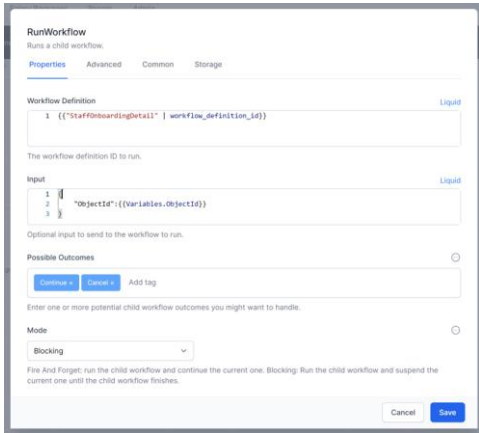 RunWorkflow
Runs a child workflow.
Properties Advanced Common Storage
Workflow Definition Liquid
1 {{"StaffOnboardingDetail" | workflow_definition_id}}
The workflow definition ID to run.
Input Liquid
1 {
2 "ObjectId":{{Variables.ObjectId}}
3 }
Optional input to send to the workflow to run.
Possible Outcomes
Continue x Cancel x Add tag
Enter one or more potential child workflow outcomes you might want to handle.
Mode
Blocking
Fire And Forget: run the child workflow and continue the current one. Blocking: Run the child workflow and suspend the
current one until the child workflow finishes.
Cancel Save